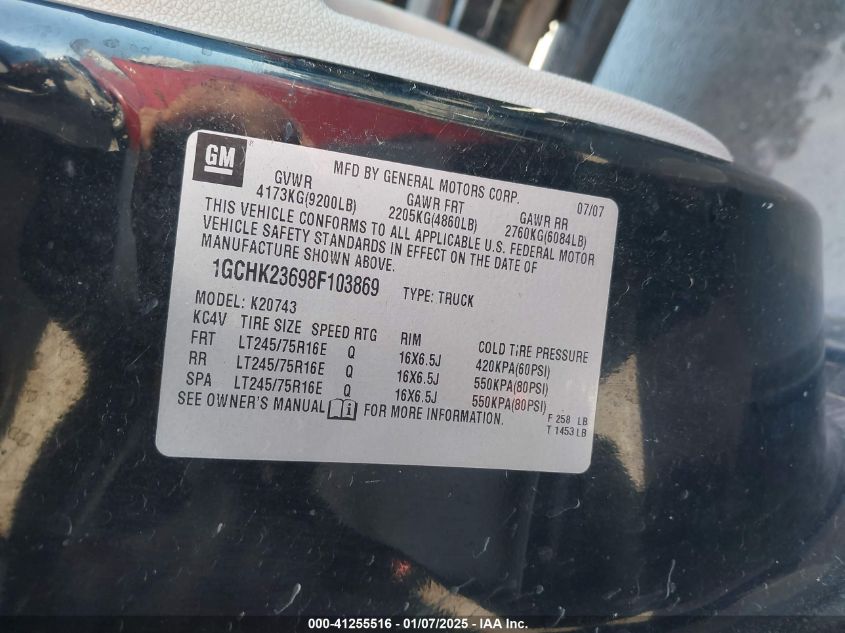 GM
MFD BY GENERAL MOTORS CORP. 07/07
GVWR GAWR FRT GAWR RR
4173KG(9200LB) 2205KG(4860LB) 2760KG(6084LB)
THIS VEHICLE CONFORMS TO ALL APPLICABLE U.S. FEDERAL MOTOR
VEHICLE SAFETY STANDARDS IN EFFECT ON THE DATE OF
MANUFACTURE SHOWN ABOVE.
1GCHK23698F103869 TYPE: TRUCK
MODEL: K20743
KC4V TIRE SIZE SPEED RTG RIM COLD TIRE PRESSURE
FRT LT245/75R16E Q 16X6.5J 420KPA(60PSI)
RR LT245/75R16E Q 16X6.5J 550KPA(80PSI)
SPA LT245/75R16E Q 16X6.5J 550KPA(80PSI)
SEE OWNER'S MANUAL i FOR MORE INFORMATION.
F 258 LB
T 1453 LB
000-41255516 - 01/07/2025 - IAA Inc.